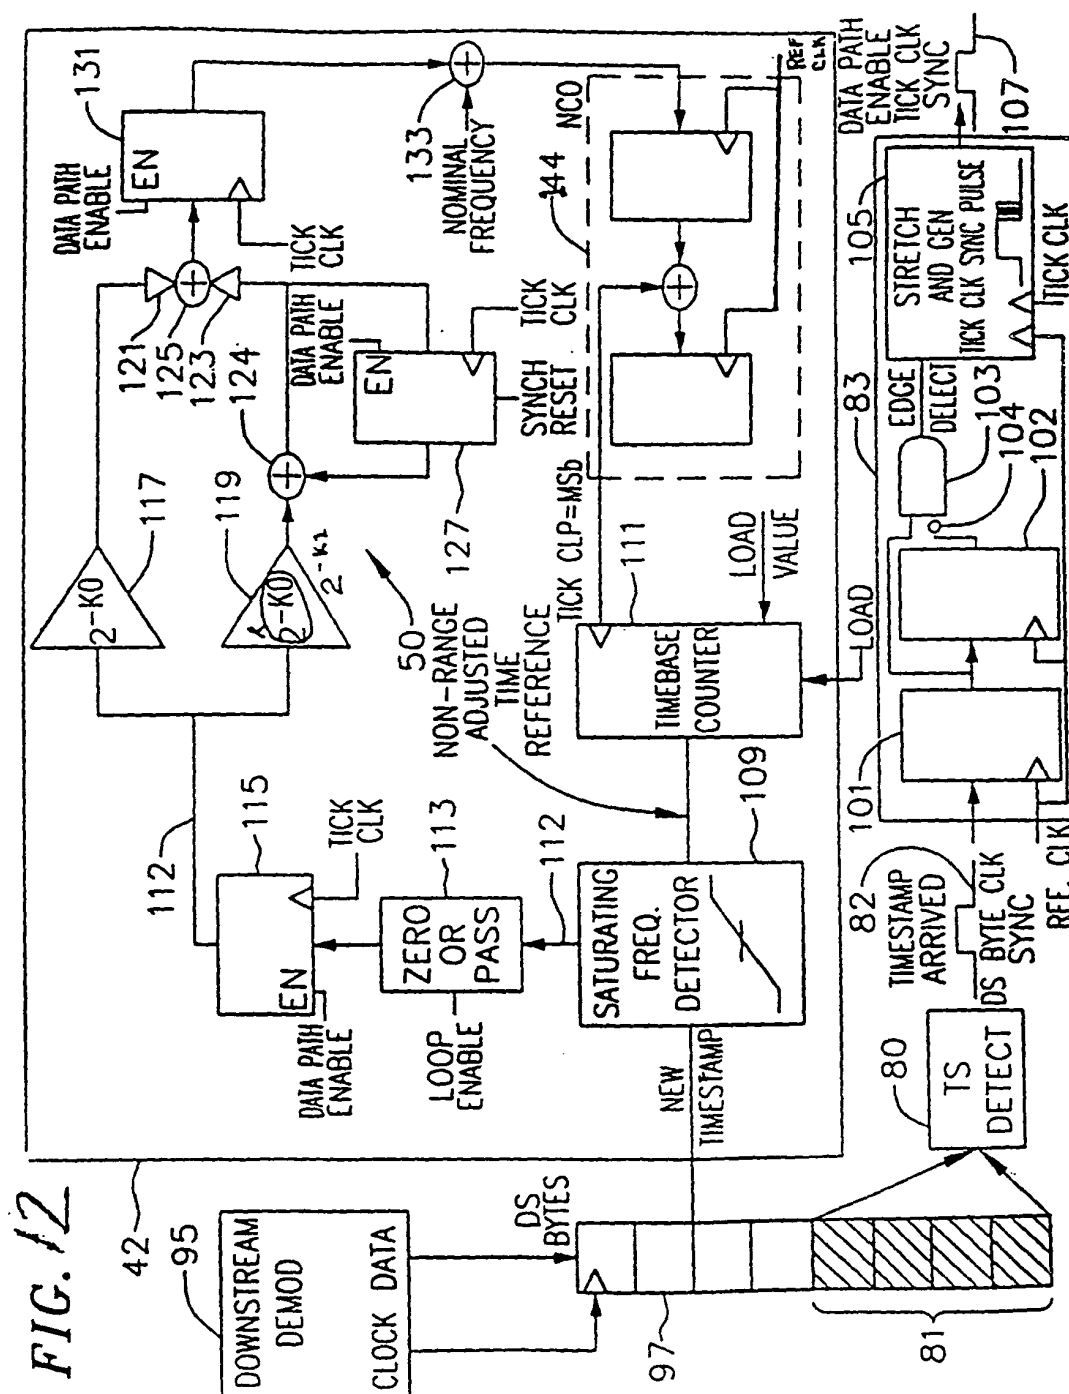 FIG. 12
42
95
DOWNSTREAM
DEMOD
CLOCK DATA
DS
BYTES
97
81
80
TS
DETECT
NEW
TIMESTAMP
SATURATING
FREQ.
DETECTOR
109
112
LOOP
ENABLE
ZERO
OR
PASS
113
DATA PATH
ENABLE
EN
TICK
CLK
115
112
50
NON-RANGE
ADJUSTED
TIME
REFERENCE
TIMEBASE
COUNTER
111
LOAD
VALUE
LOAD
TICK CLP=MSb
2-KO
117
2-KO
2-K1
119
124
121
125
123
DATA PATH
ENABLE
EN
127
SYNCH
RESET
TICK
CLK
DATA PATH
ENABLE
EN
TICK
CLK
131
133
NOMINAL
FREQUENCY
144
NCO
REF
CLK
TIMESTAMP
ARRIVED
82
DS BYTE CLK
SYNC
REF. CLK
101
83
102
104
103
EDGE
DELECT
105
STRETCH
AND GEN
TICK CLK SYNC PULSE
TICK CLK
DATA PATH
ENABLE
TICK CLK
SYNC
107